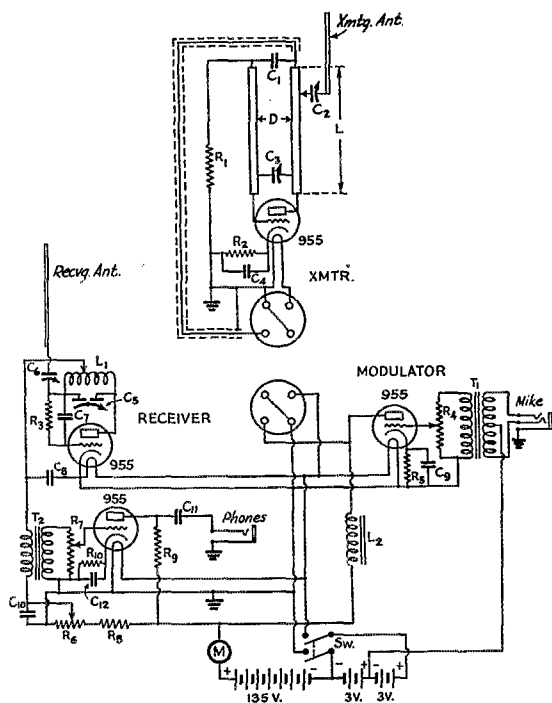 Xmtg. Ant.
C1
C2
D
L
C3
R1
955
R2
C4
XMTR.
Recvg. Ant.
C6
L1
C5
R3
C7
RECEIVER
955
C8
MODULATOR
955
R4
T1
Mike
R5
C9
955
C11
Phones
T2
R7
R10
C12
R9
L2
C10
R6
R8
M
Sw.
+
-
-
+
-
+
135 V.
3V.
3V.